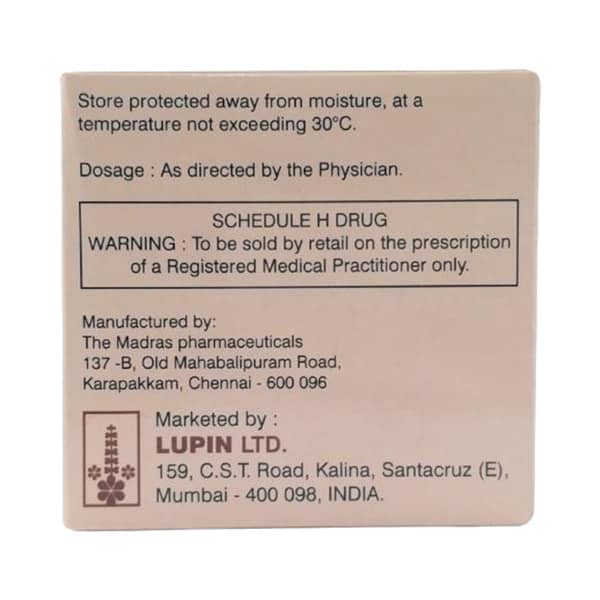 Store protected away from moisture, at a
temperature not exceeding 30°C.
Dosage : As directed by the Physician.
SCHEDULE H DRUG
WARNING : To be sold by retail on the prescription
of a Registered Medical Practitioner only.
Manufactured by:
The Madras pharmaceuticals
137 -B, Old Mahabalipuram Road,
Karapakkam, Chennai - 600 096
Marketed by :
LUPIN LTD.
159, C.S.T. Road, Kalina, Santacruz (E),
Mumbai - 400 098, INDIA.